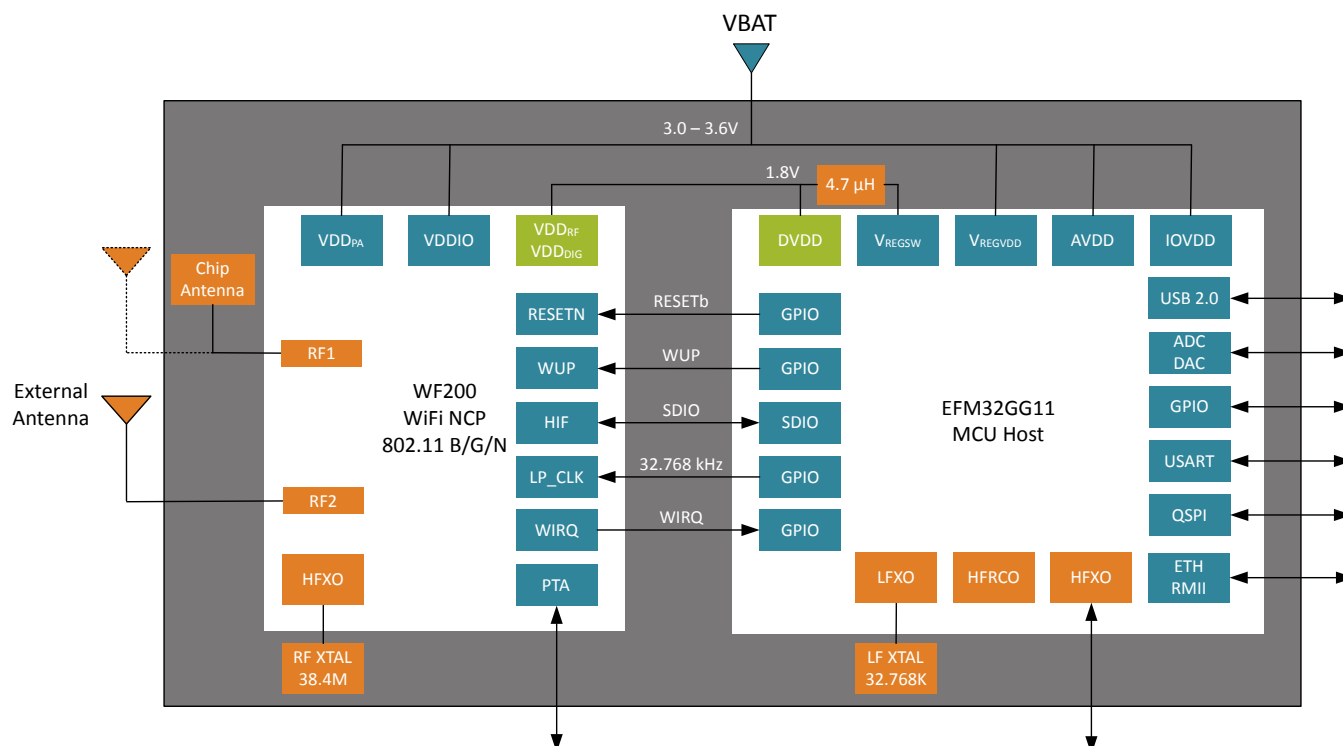 VBAT
3.0 – 3.6V
1.8V
4.7 µH
VDDPA
VDDIO
VDDRF
VDDDIG
DVDD
VREGSW
VREGVDD
AVDD
IOVDD
Chip
Antenna
External
Antenna
RF1
RF2
HFXO
RF XTAL
38.4M
WF200
WiFi NCP
802.11 B/G/N
RESETN
WUP
HIF
LP_CLK
WIRQ
PTA
RESETb
WUP
SDIO
32.768 kHz
WIRQ
GPIO
GPIO
SDIO
GPIO
GPIO
EFM32GG11
MCU Host
LFXO
HFRCO
HFXO
LF XTAL
32.768K
USB 2.0
ADC
DAC
GPIO
USART
QSPI
ETH
RMII